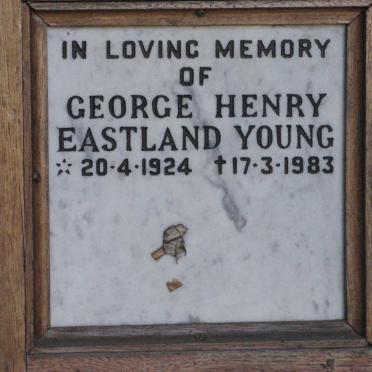 IN LOVING MEMORY
OF
GEORGE HENRY
EASTLAND YOUNG
☆ 20·4·1924 †17·3·1983